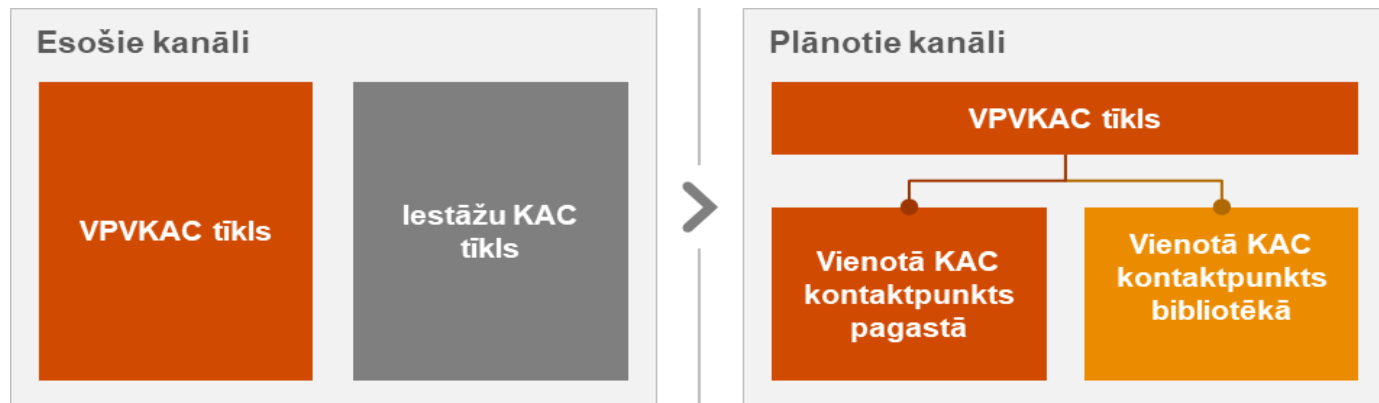 Esošie kanāli
VPVKAC tīkls
Iestāžu KAC
tīkls
Plānotie kanāli
VPVKAC tīkls
Vienotā KAC
kontaktpunkts
pagastā
Vienotā KAC
kontaktpunkts
bibliotēkā